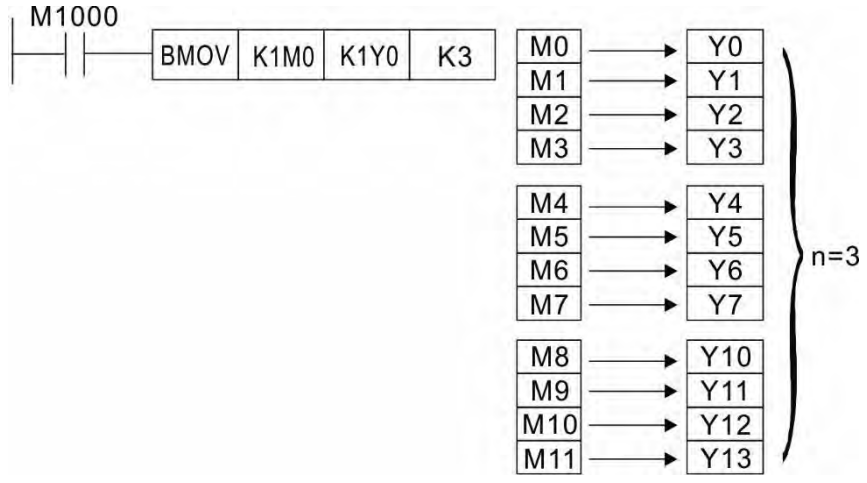 M1000
BMOV K1M0 K1Y0 K3
M0 Y0
M1 Y1
M2 Y2
M3 Y3
M4 Y4
M5 Y5
M6 Y6
M7 Y7
n=3
M8 Y10
M9 Y11
M10 Y12
M11 Y13